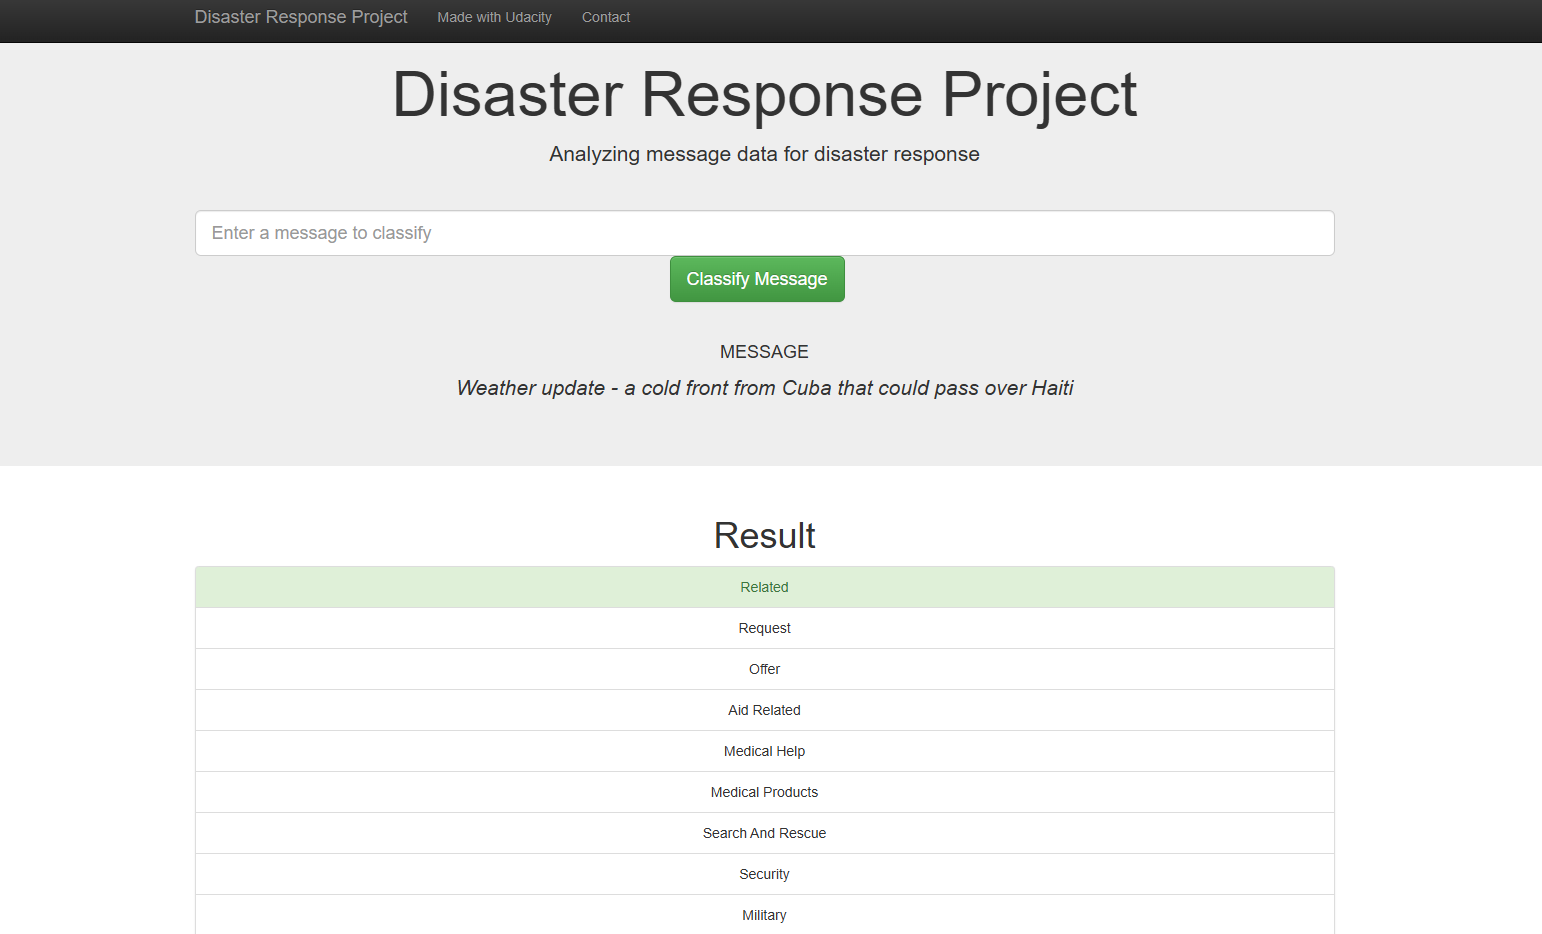 Disaster Response Project Made with Udacity Contact
Disaster Response Project
Analyzing message data for disaster response
Enter a message to classify
Classify Message
MESSAGE
Weather update - a cold front from Cuba that could pass over Haiti
Result
Related
Request
Offer
Aid Related
Medical Help
Medical Products
Search And Rescue
Security
Military